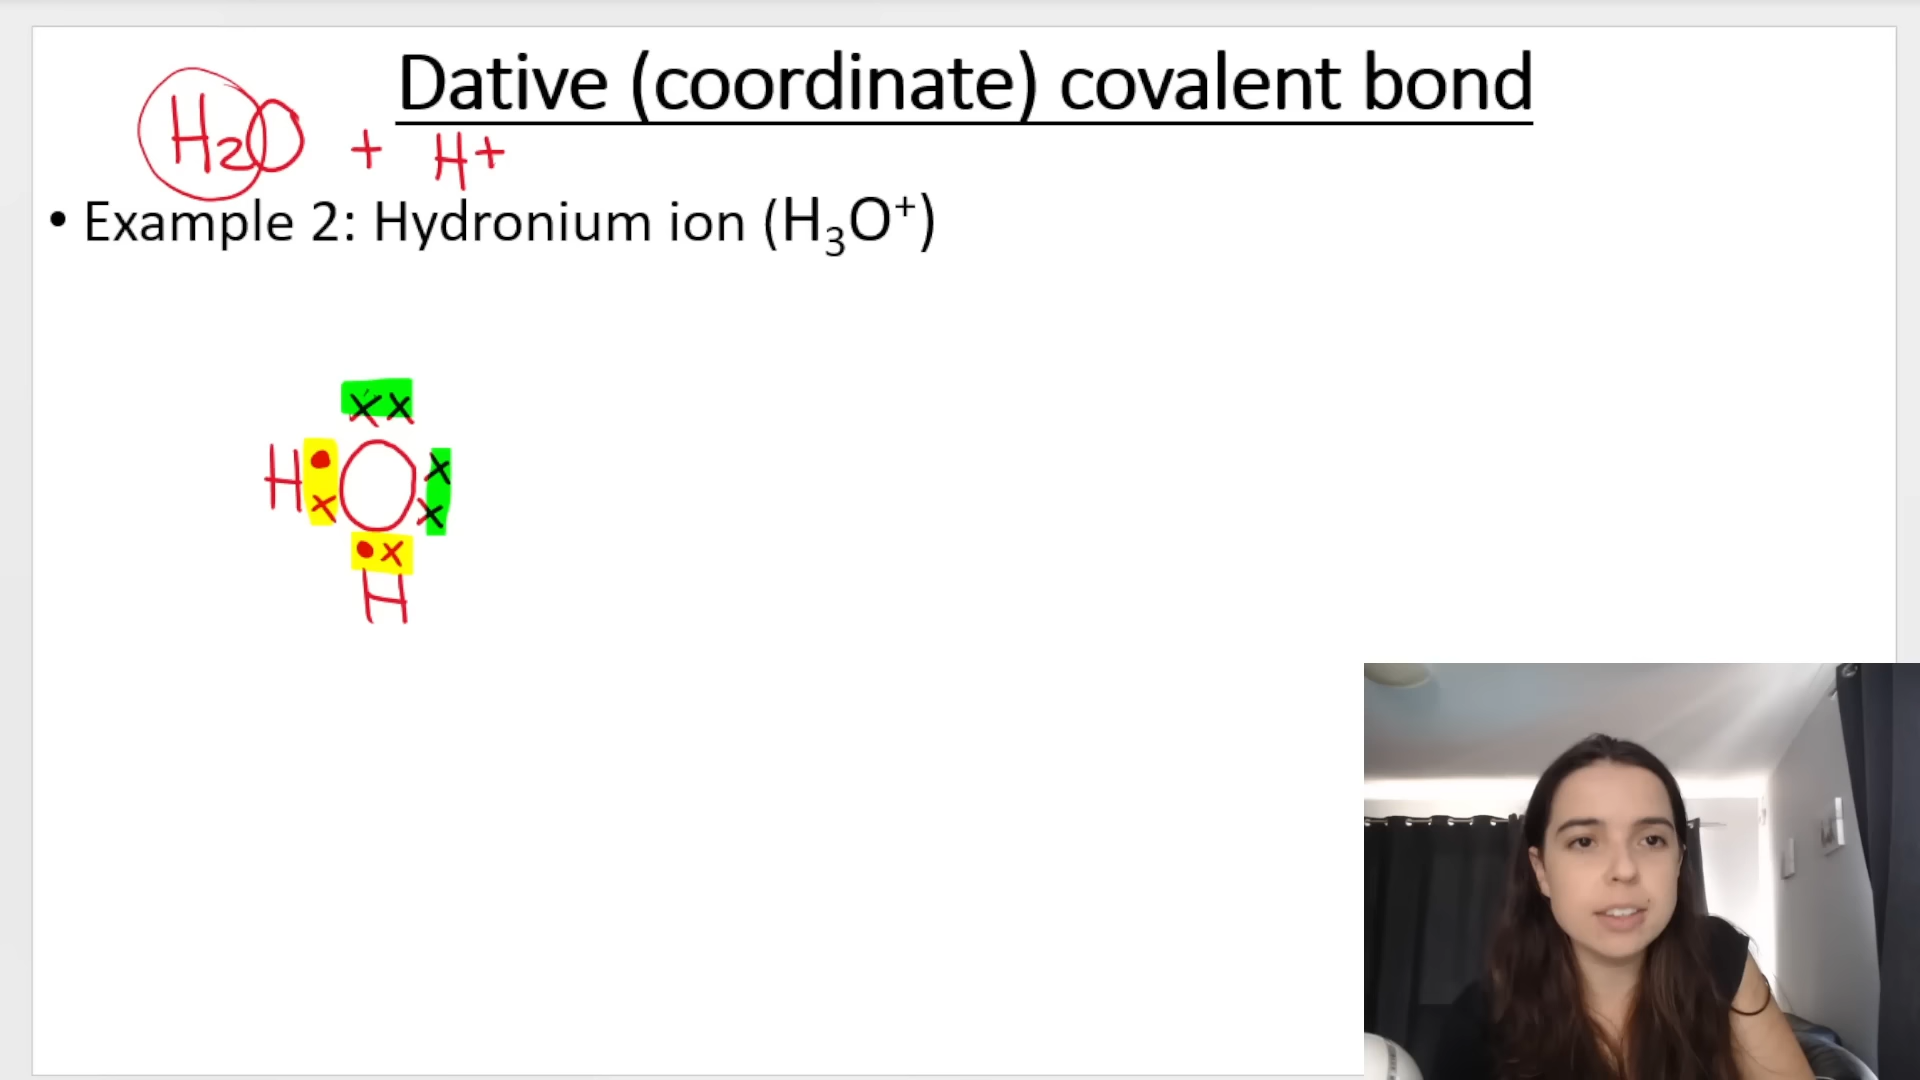 Dative (coordinate) covalent bond
H₂O + H⁺
• Example 2: Hydronium ion (H₃O⁺)
xx
H • x O x x
• x
H